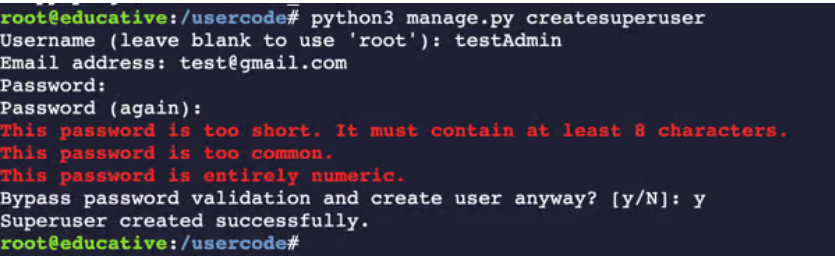 root@educative:/usercode# python3 manage.py createsuperuser
Username (leave blank to use 'root'): testAdmin
Email address: test@gmail.com
Password:
Password (again):
This password is too short. It must contain at least 8 characters.
This password is too common.
This password is entirely numeric.
Bypass password validation and create user anyway? [y/N]: y
Superuser created successfully.
root@educative:/usercode#